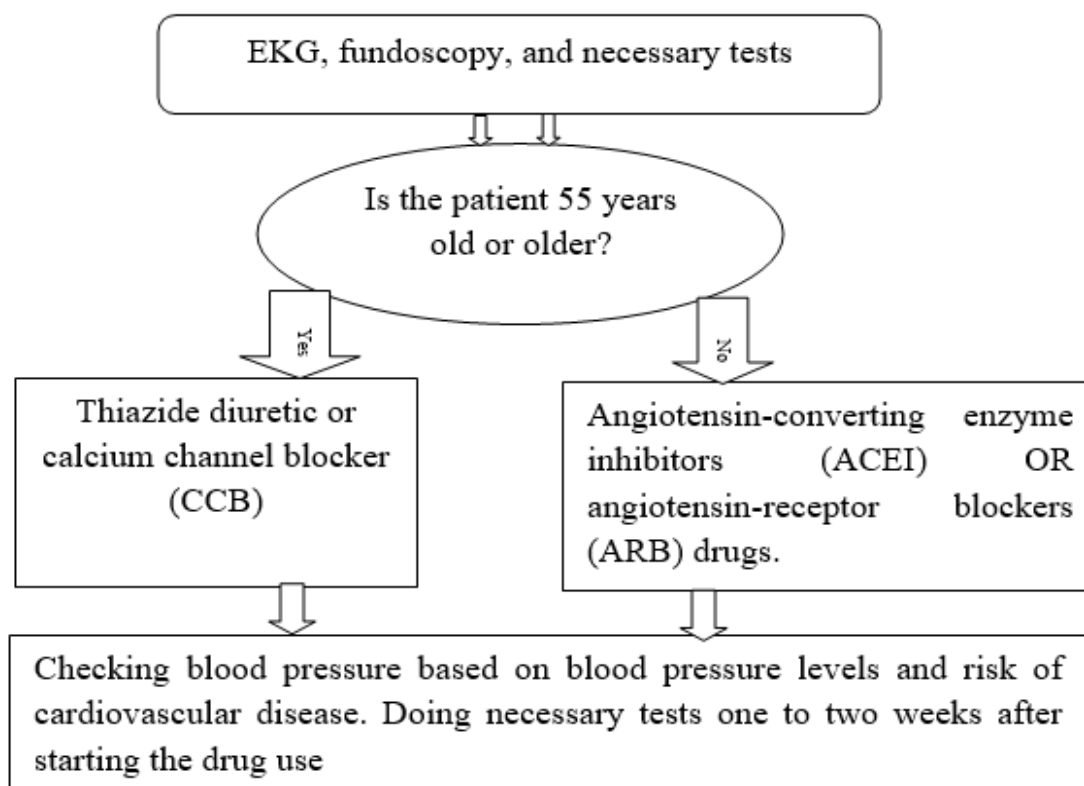 EKG, fundoscopy, and necessary tests
Is the patient 55 years
old or older?
Yes
No
Thiazide diuretic or
calcium channel blocker
(CCB)
Angiotensin-converting enzyme
inhibitors (ACEI) OR
angiotensin-receptor blockers
(ARB) drugs.
Checking blood pressure based on blood pressure levels and risk of
cardiovascular disease. Doing necessary tests one to two weeks after
starting the drug use